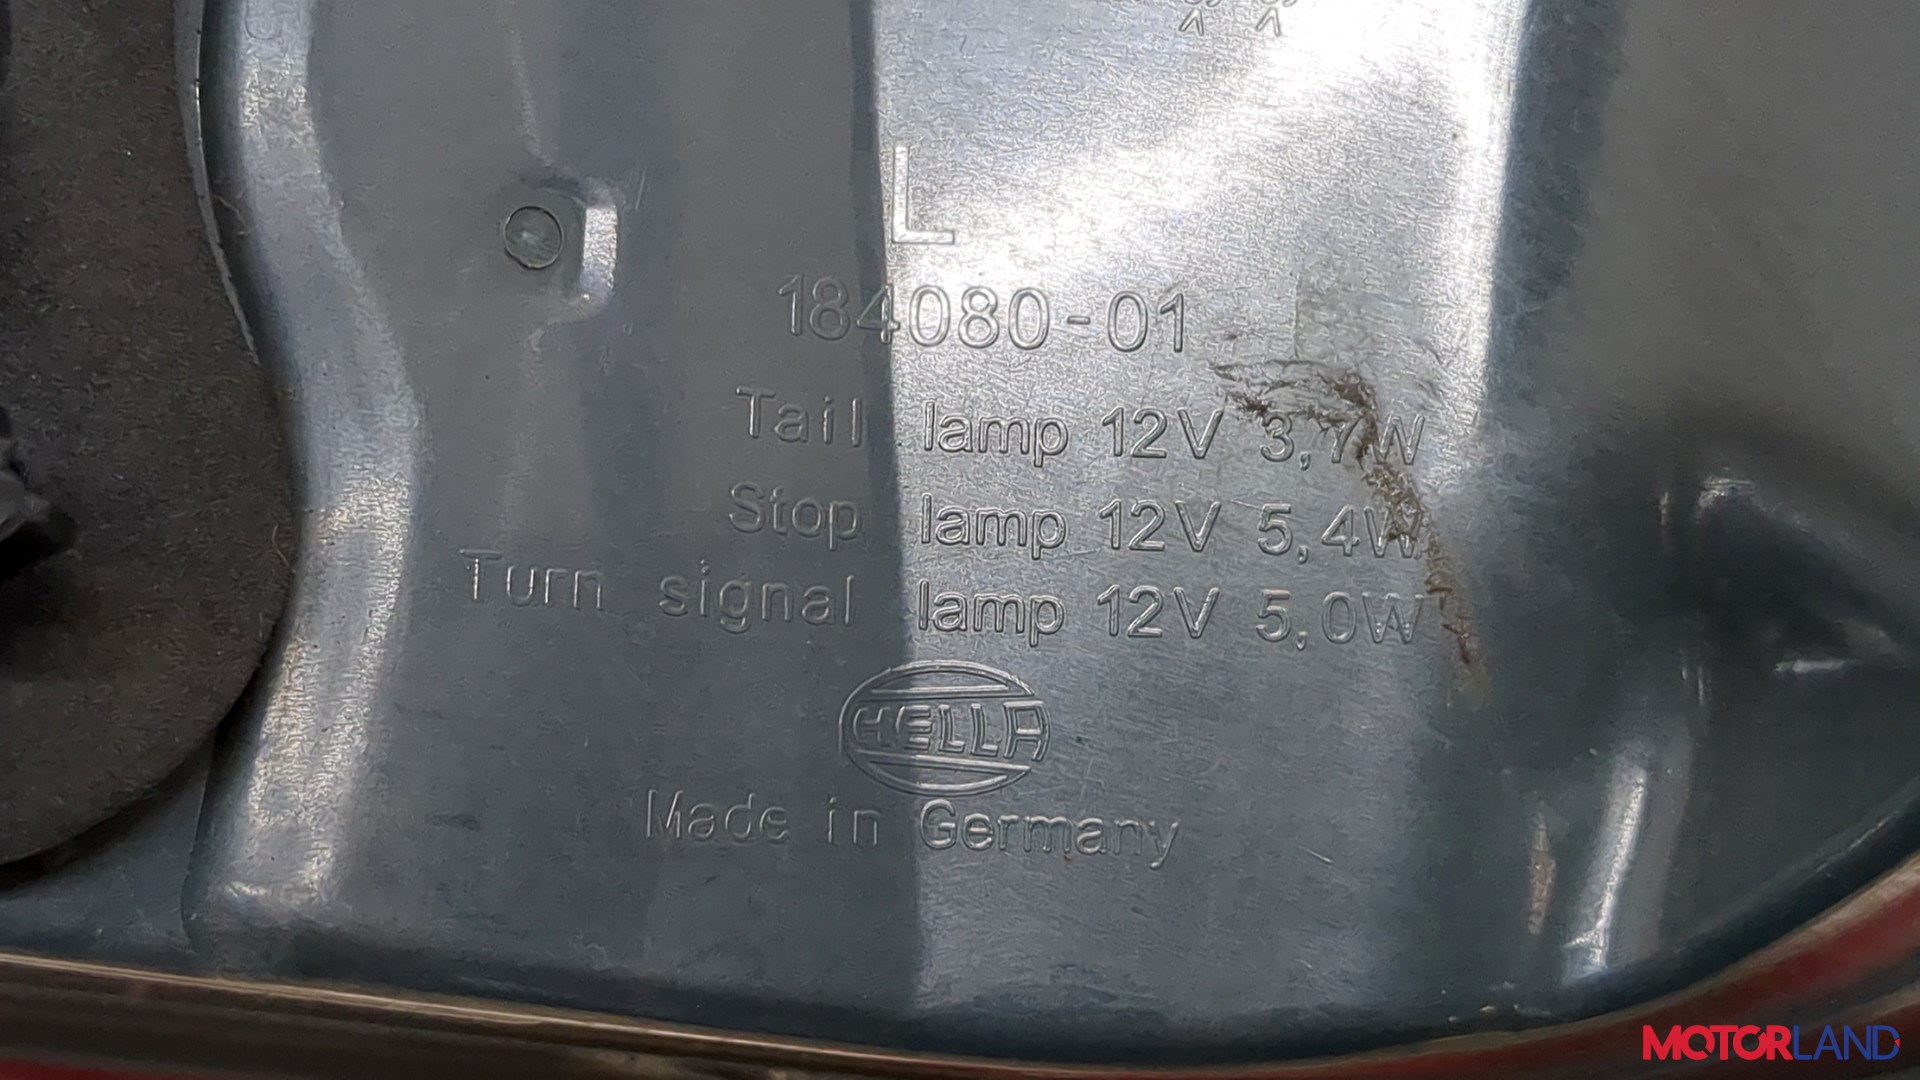 L
184080-01
Tail lamp 12V 3,7W
Stop lamp 12V 5,4W
Turn signal lamp 12V 5,0W
HELLA
Made in Germany
MOTORLAND